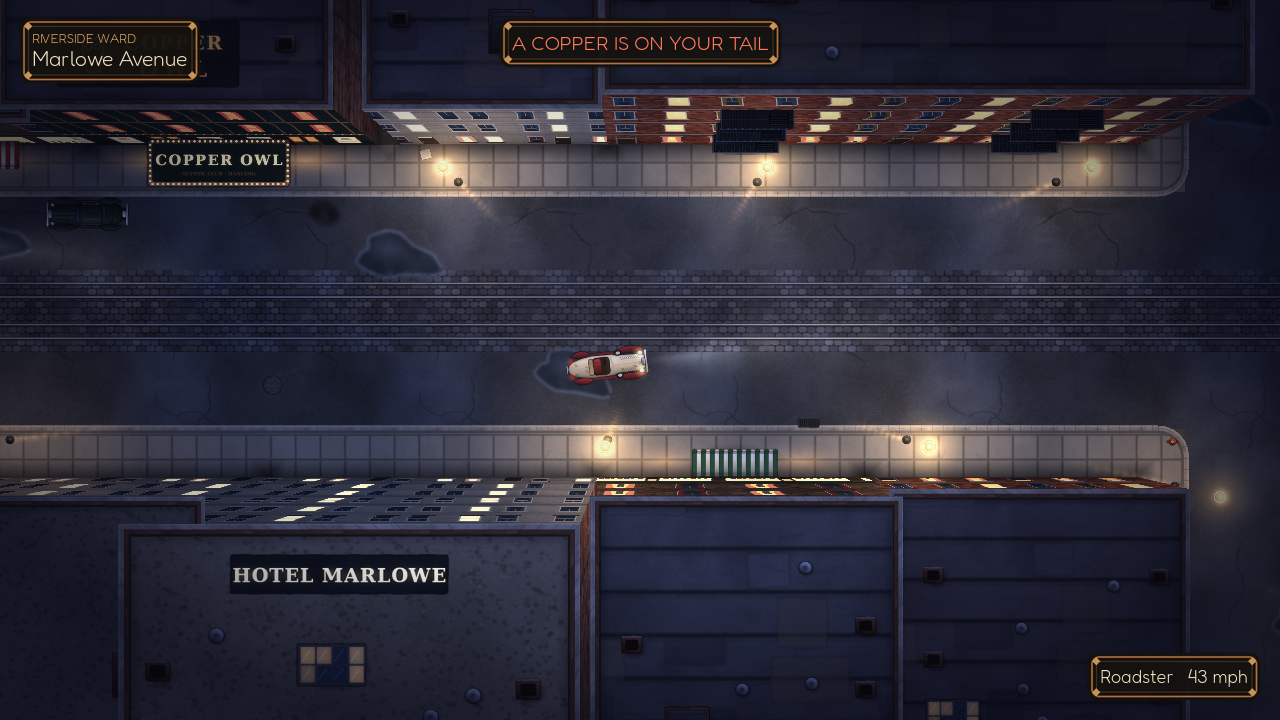 RIVERSIDE WARD
Marlowe Avenue
A COPPER IS ON YOUR TAIL
COPPER OWL
HOTEL MARLOWE
Roadster 43 mph